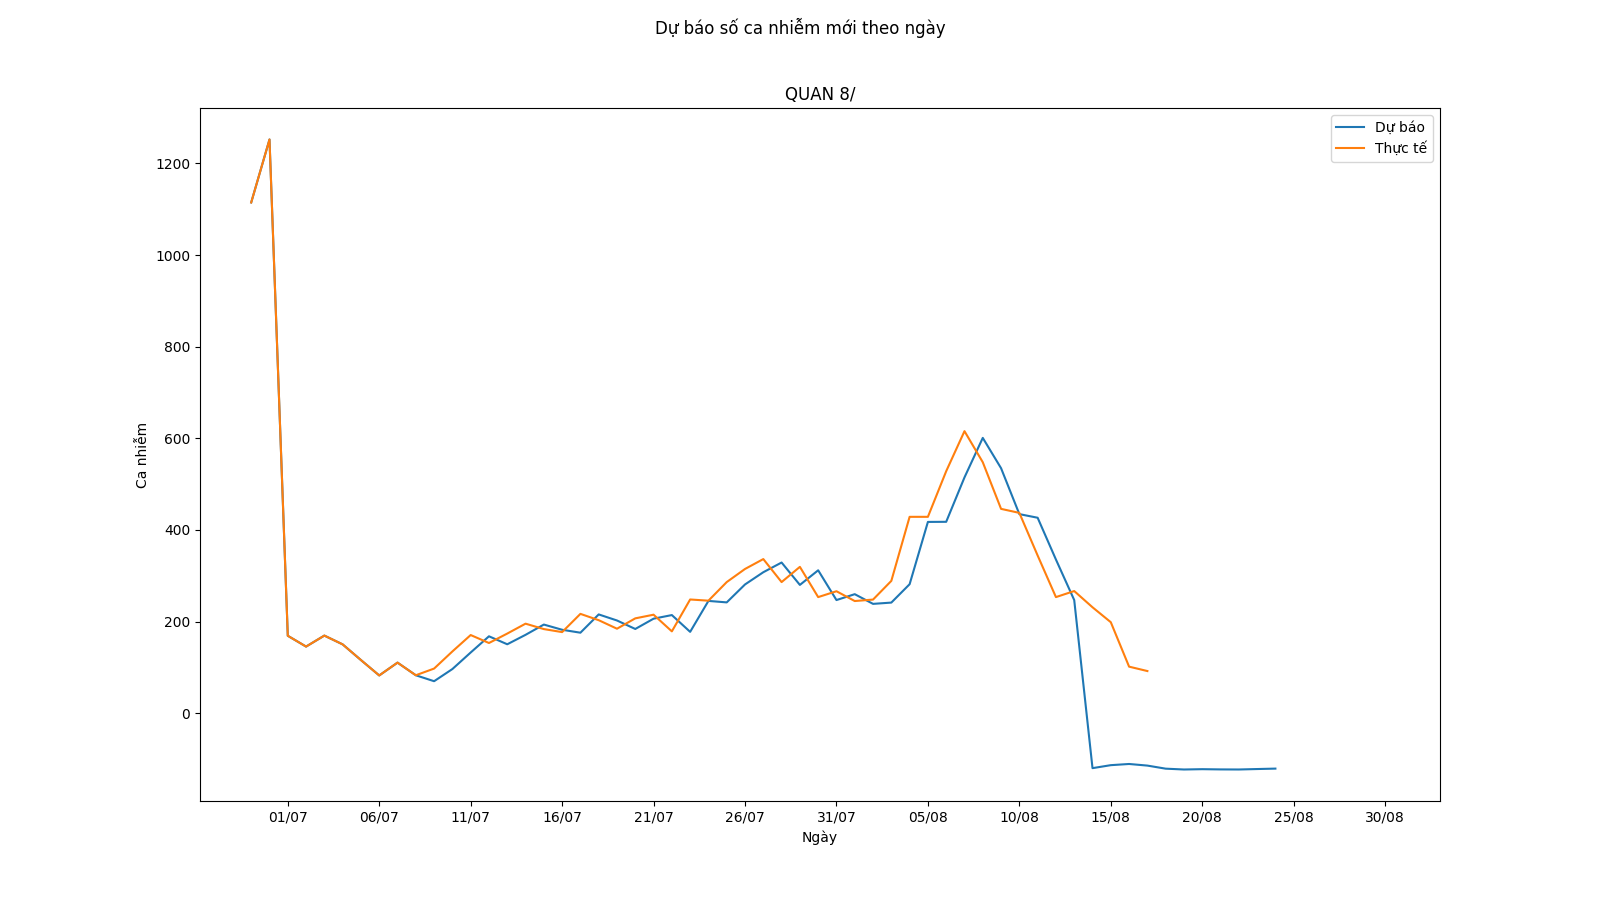 Dự báo số ca nhiễm mới theo ngày
QUAN 8/
Dự báo
Thực tế
1200
1000
800
600
400
200
0
Ca nhiễm
01/07 06/07 11/07 16/07 21/07 26/07 31/07 05/08 10/08 15/08 20/08 25/08 30/08
Ngày